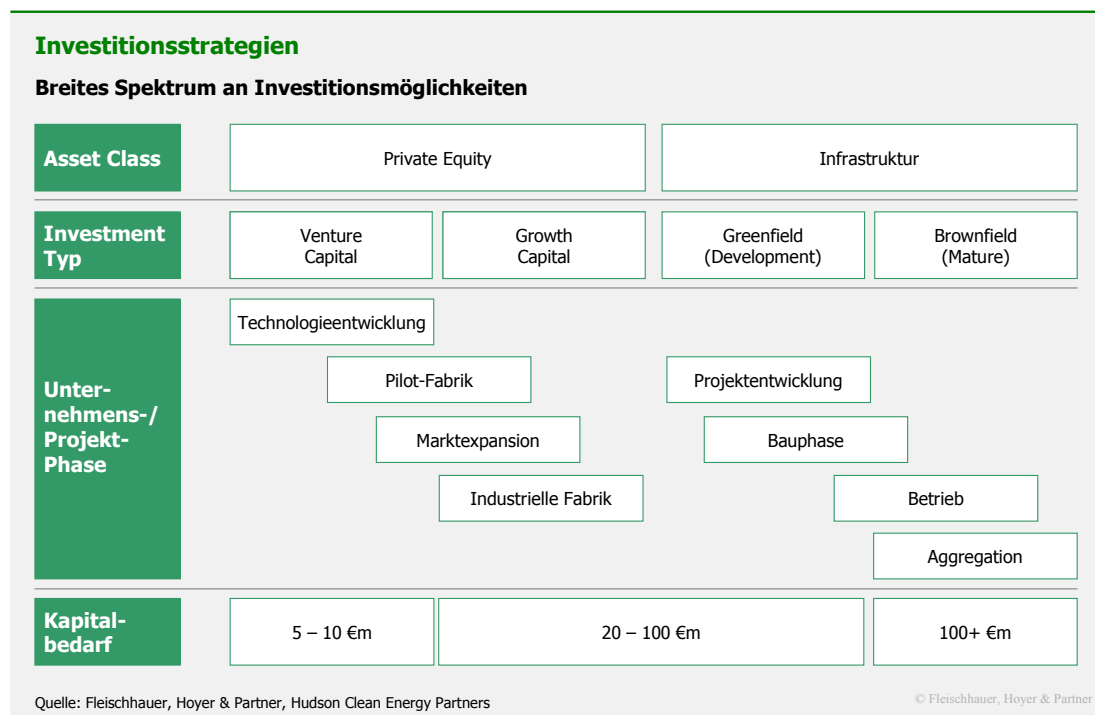 Investitionsstrategien
Breites Spektrum an Investitionsmöglichkeiten
Asset Class
Private Equity
Infrastruktur
Investment
Typ
Venture
Capital
Growth
Capital
Greenfield
(Development)
Brownfield
(Mature)
Unter-
nehmens-/
Projekt-
Phase
Technologieentwicklung
Pilot-Fabrik
Projektentwicklung
Marktexpansion
Bauphase
Industrielle Fabrik
Betrieb
Aggregation
Kapital-
bedarf
5 – 10 €m
20 – 100 €m
100+ €m
Quelle: Fleischhauer, Hoyer & Partner, Hudson Clean Energy Partners
© Fleischhauer, Hoyer & Partner